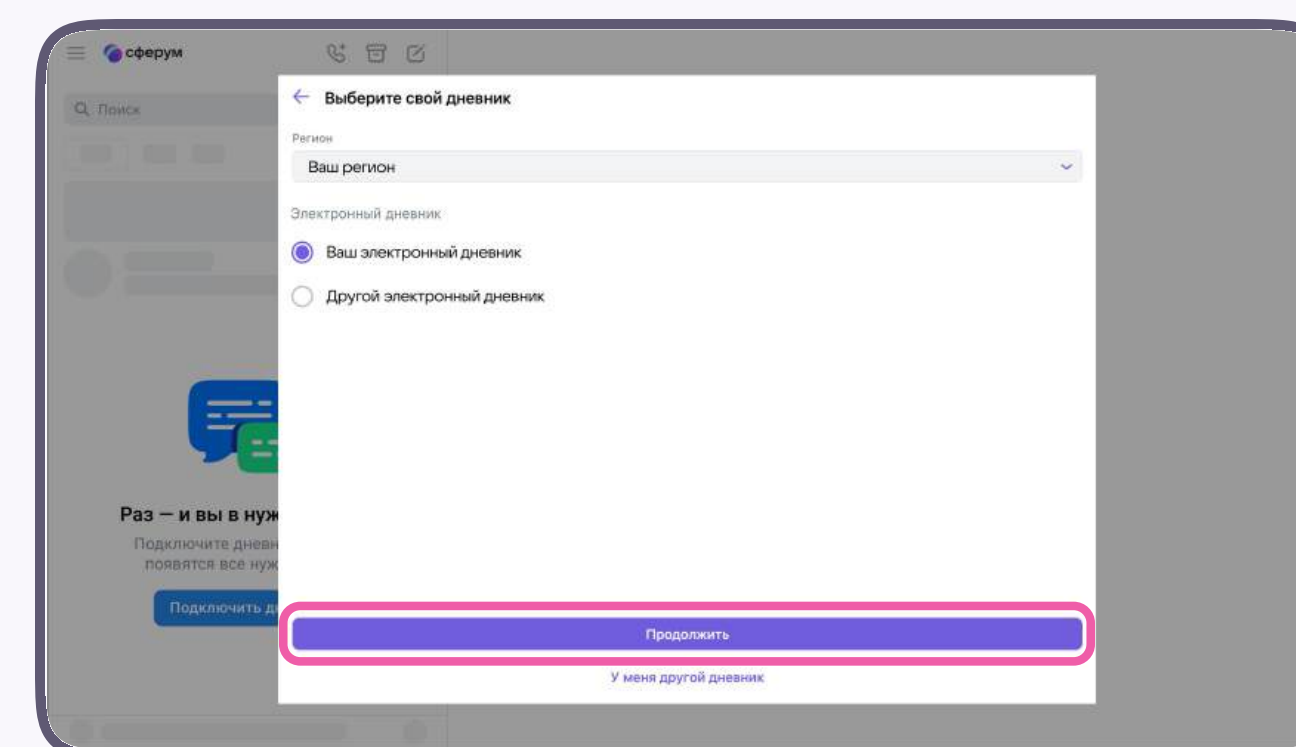 сферум
Поиск
Выберите свой дневник
Регион
Ваш регион
Электронный дневник
Ваш электронный дневник
Другой электронный дневник
Раз — и вы в нуж
Подключите дневн
появятся все нуж
Подключить д
Продолжить
У меня другой дневник